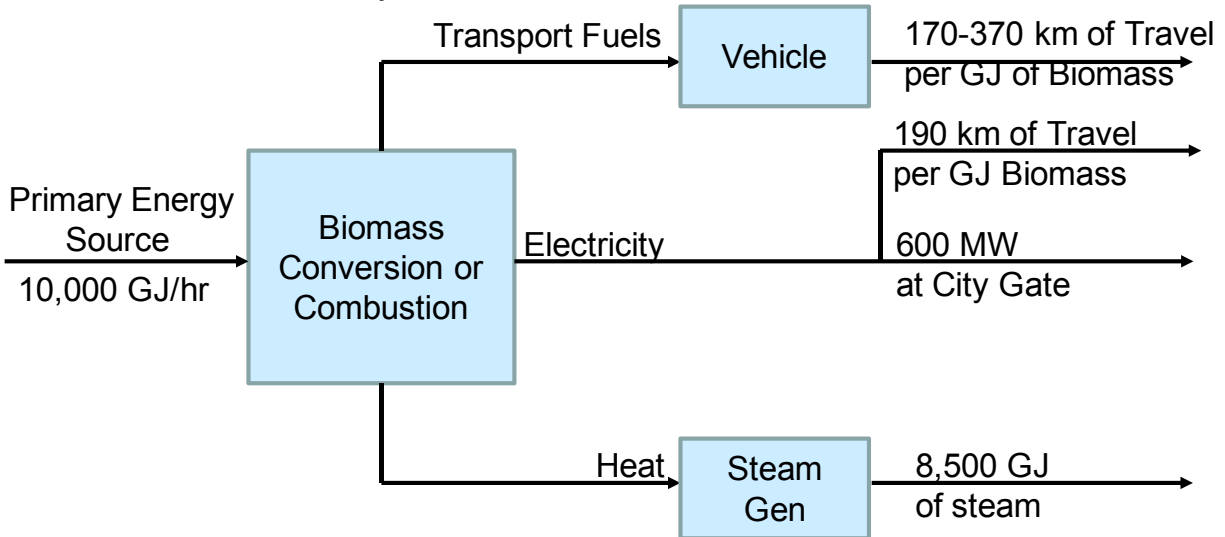 Transport Fuels
Vehicle
170-370 km of Travel
per GJ of Biomass
190 km of Travel
per GJ Biomass
Primary Energy
Source
10,000 GJ/hr
Biomass
Conversion or
Combustion
Electricity
600 MW
at City Gate
Heat
Steam
Gen
8,500 GJ
of steam